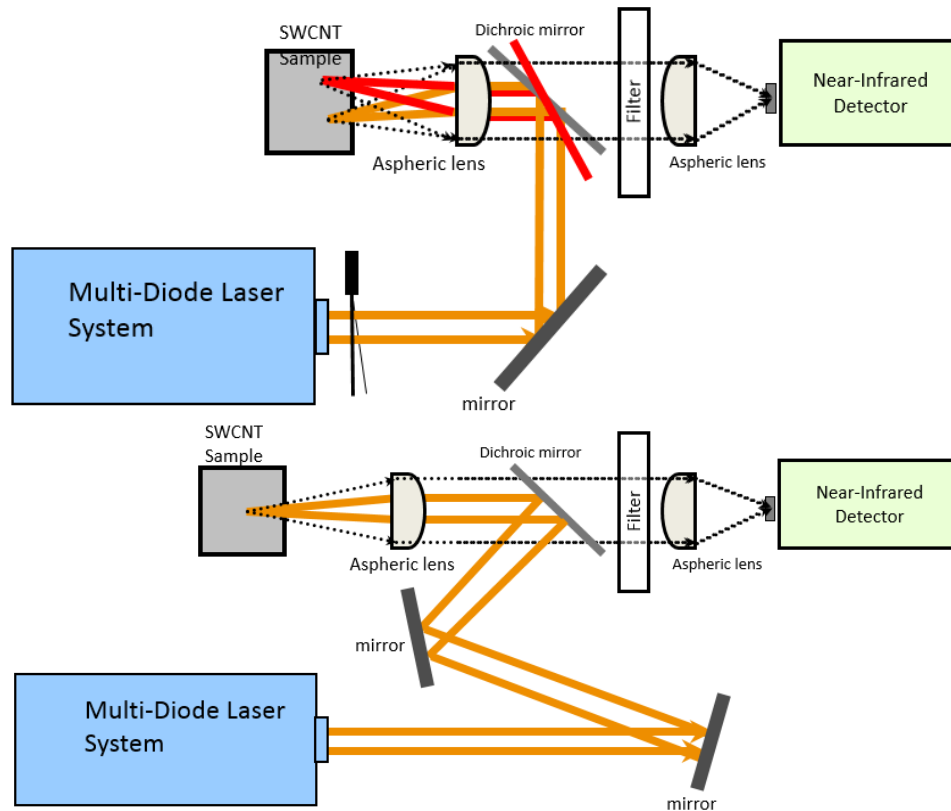 SWCNT
Sample
Dichroic mirror
Aspheric lens
Filter
Aspheric lens
Near-Infrared
Detector
Multi-Diode Laser
System
mirror
SWCNT
Sample
Dichroic mirror
Aspheric lens
Filter
Aspheric lens
Near-Infrared
Detector
mirror
Multi-Diode Laser
System
mirror